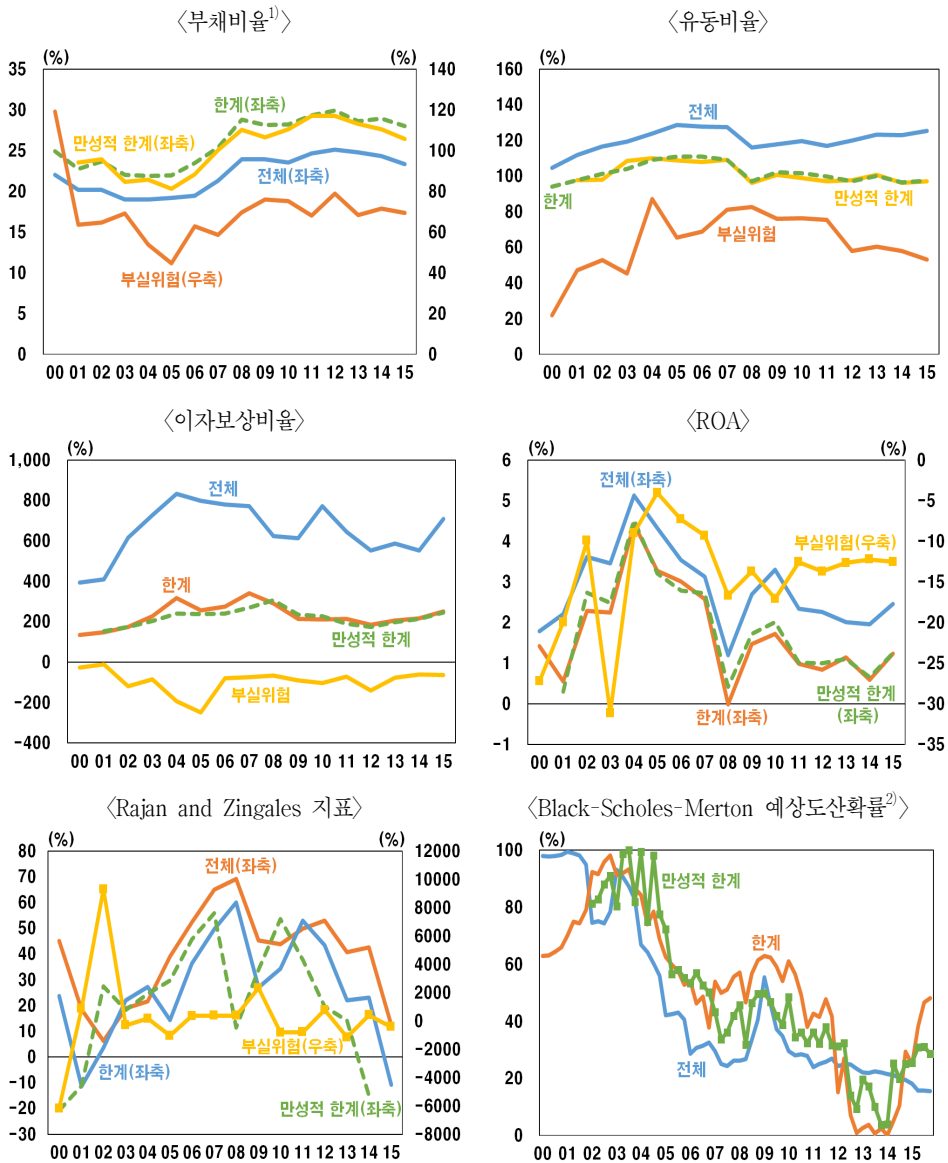 〈부채비율1)〉
(%) (%)
35 140
30 120
25 100
20 80
15 60
10 40
5 20
0 0
한계(좌축)
만성적 한계(좌축)
전체(좌축)
부실위험(우축)
00 01 02 03 04 05 06 07 08 09 10 11 12 13 14 15
〈유동비율〉
(%)
160
140
120
100
80
60
40
20
0
전체
한계
만성적 한계
부실위험
00 01 02 03 04 05 06 07 08 09 10 11 12 13 14 15
〈이자보상비율〉
(%)
1,000
800
600
400
200
0
-200
-400
전체
한계
만성적 한계
부실위험
00 01 02 03 04 05 06 07 08 09 10 11 12 13 14 15
〈ROA〉
(%) (%)
6 0
5 -5
4 -10
3 -15
2 -20
1 -25
0 -30
-1 -35
전체(좌축)
부실위험(우축)
만성적 한계
(좌축)
한계(좌축)
00 01 02 03 04 05 06 07 08 09 10 11 12 13 14 15
〈Rajan and Zingales 지표〉
(%) (%)
80 12000
70 10000
60 8000
50 6000
40 4000
30 2000
20 0
10 -2000
0 -4000
-10 -6000
-20 -8000
-30
전체(좌축)
부실위험(우축)
한계(좌축)
만성적 한계(좌축)
00 01 02 03 04 05 06 07 08 09 10 11 12 13 14 15
〈Black-Scholes-Merton 예상도산확률2)〉
(%)
100
80
60
40
20
0
만성적 한계
한계
전체
00 01 02 03 04 05 06 07 08 09 10 11 12 13 14 15